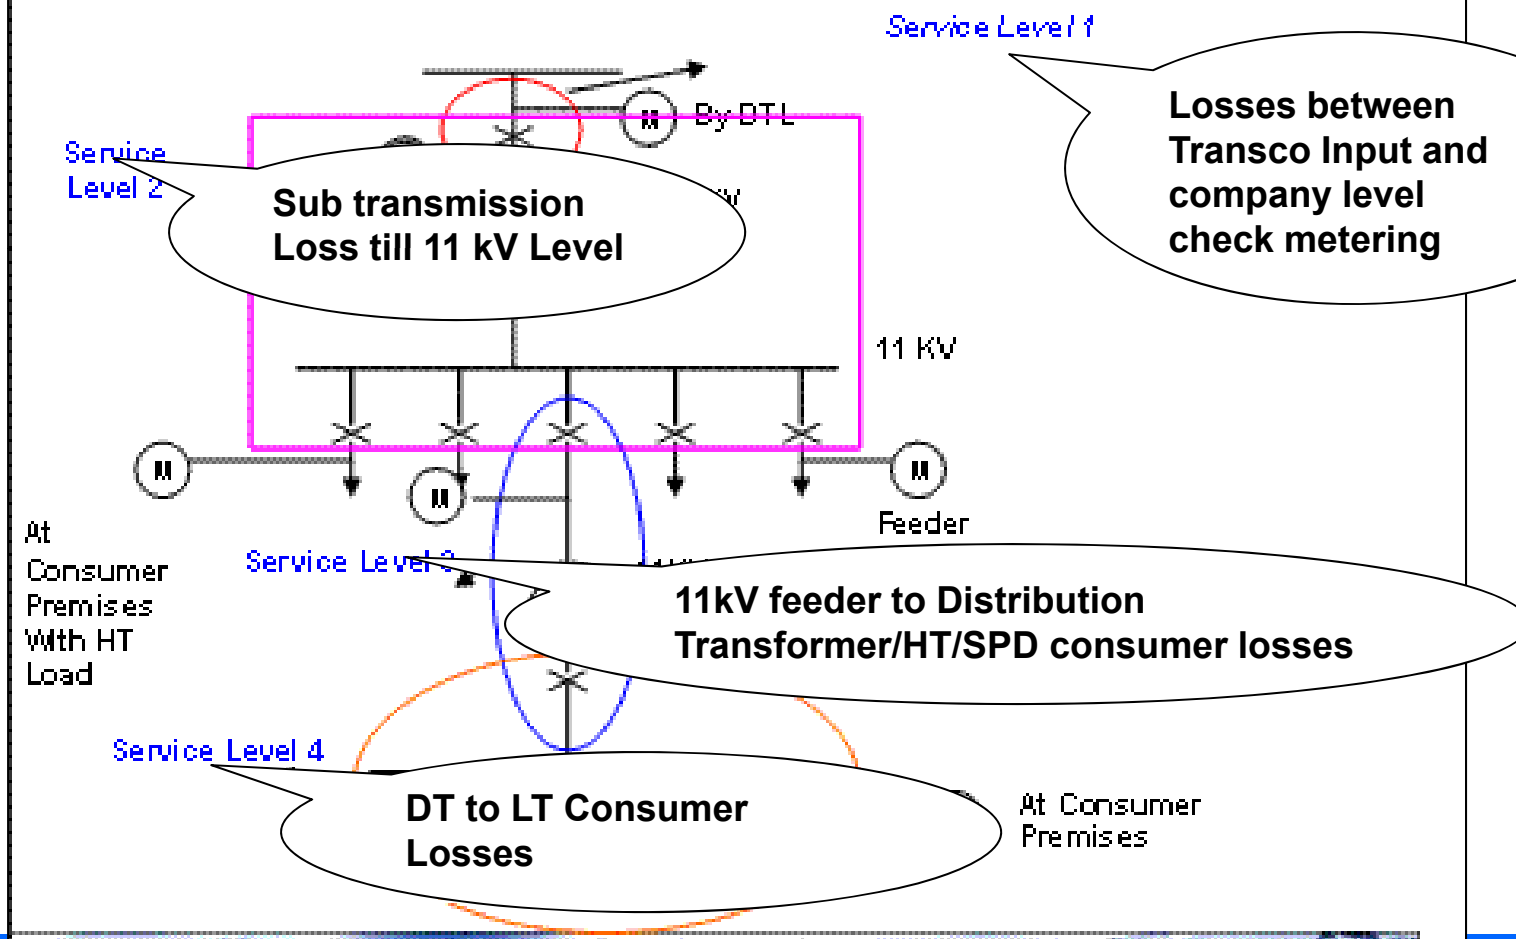 Service Level 1
By DTL
Losses between
Transco Input and
company level
check metering
Service
Level 2
Sub transmission
Loss till 11 kV Level
11 KV
M
M
M
M
Feeder
At
Consumer
Premises
With HT
Load
Service Level 3
11kV feeder to Distribution
Transformer/HT/SPD consumer losses
Service Level 4
DT to LT Consumer
Losses
At Consumer
Premises